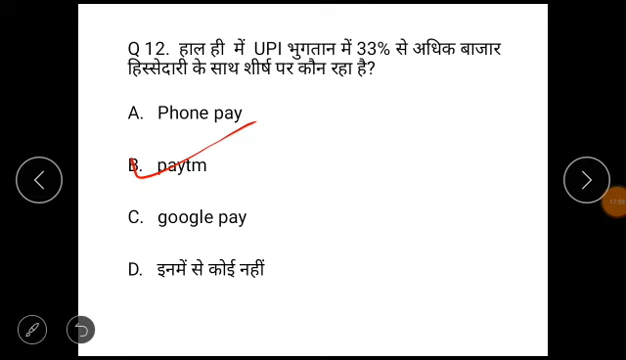 Q 12. हाल ही में UPI भुगतान में 33% से अधिक बाजार
हिस्सेदारी के साथ शीर्ष पर कौन रहा है?
A. Phone pay
B. paytm
C. google pay
D. इनमें से कोई नहीं